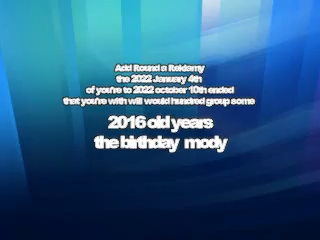 Add Round a Reklamy
the 2022 January 4th
of you're to 2022 october 10th ended
that you're with will would hundred group some
2016 old years
the birthday mody